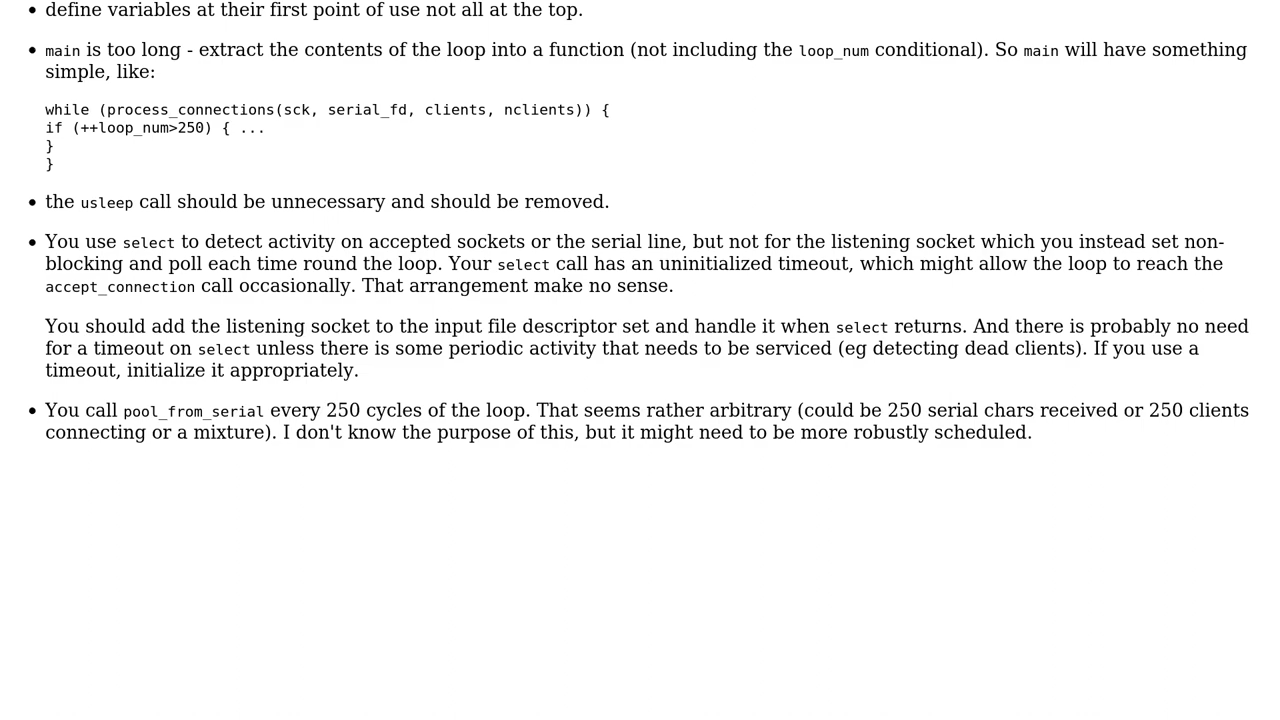 • define variables at their first point of use not all at the top.
• main is too long - extract the contents of the loop into a function (not including the loop_num conditional). So main will have something
simple, like:
while (process_connections(sck, serial_fd, clients, nclients)) {
if (++loop_num>250) { ...
}
}
• the usleep call should be unnecessary and should be removed.
• You use select to detect activity on accepted sockets or the serial line, but not for the listening socket which you instead set non-
blocking and poll each time round the loop. Your select call has an uninitialized timeout, which might allow the loop to reach the
accept_connection call occasionally. That arrangement make no sense.
You should add the listening socket to the input file descriptor set and handle it when select returns. And there is probably no need
for a timeout on select unless there is some periodic activity that needs to be serviced (eg detecting dead clients). If you use a
timeout, initialize it appropriately.
• You call pool_from_serial every 250 cycles of the loop. That seems rather arbitrary (could be 250 serial chars received or 250 clients
connecting or a mixture). I don't know the purpose of this, but it might need to be more robustly scheduled.